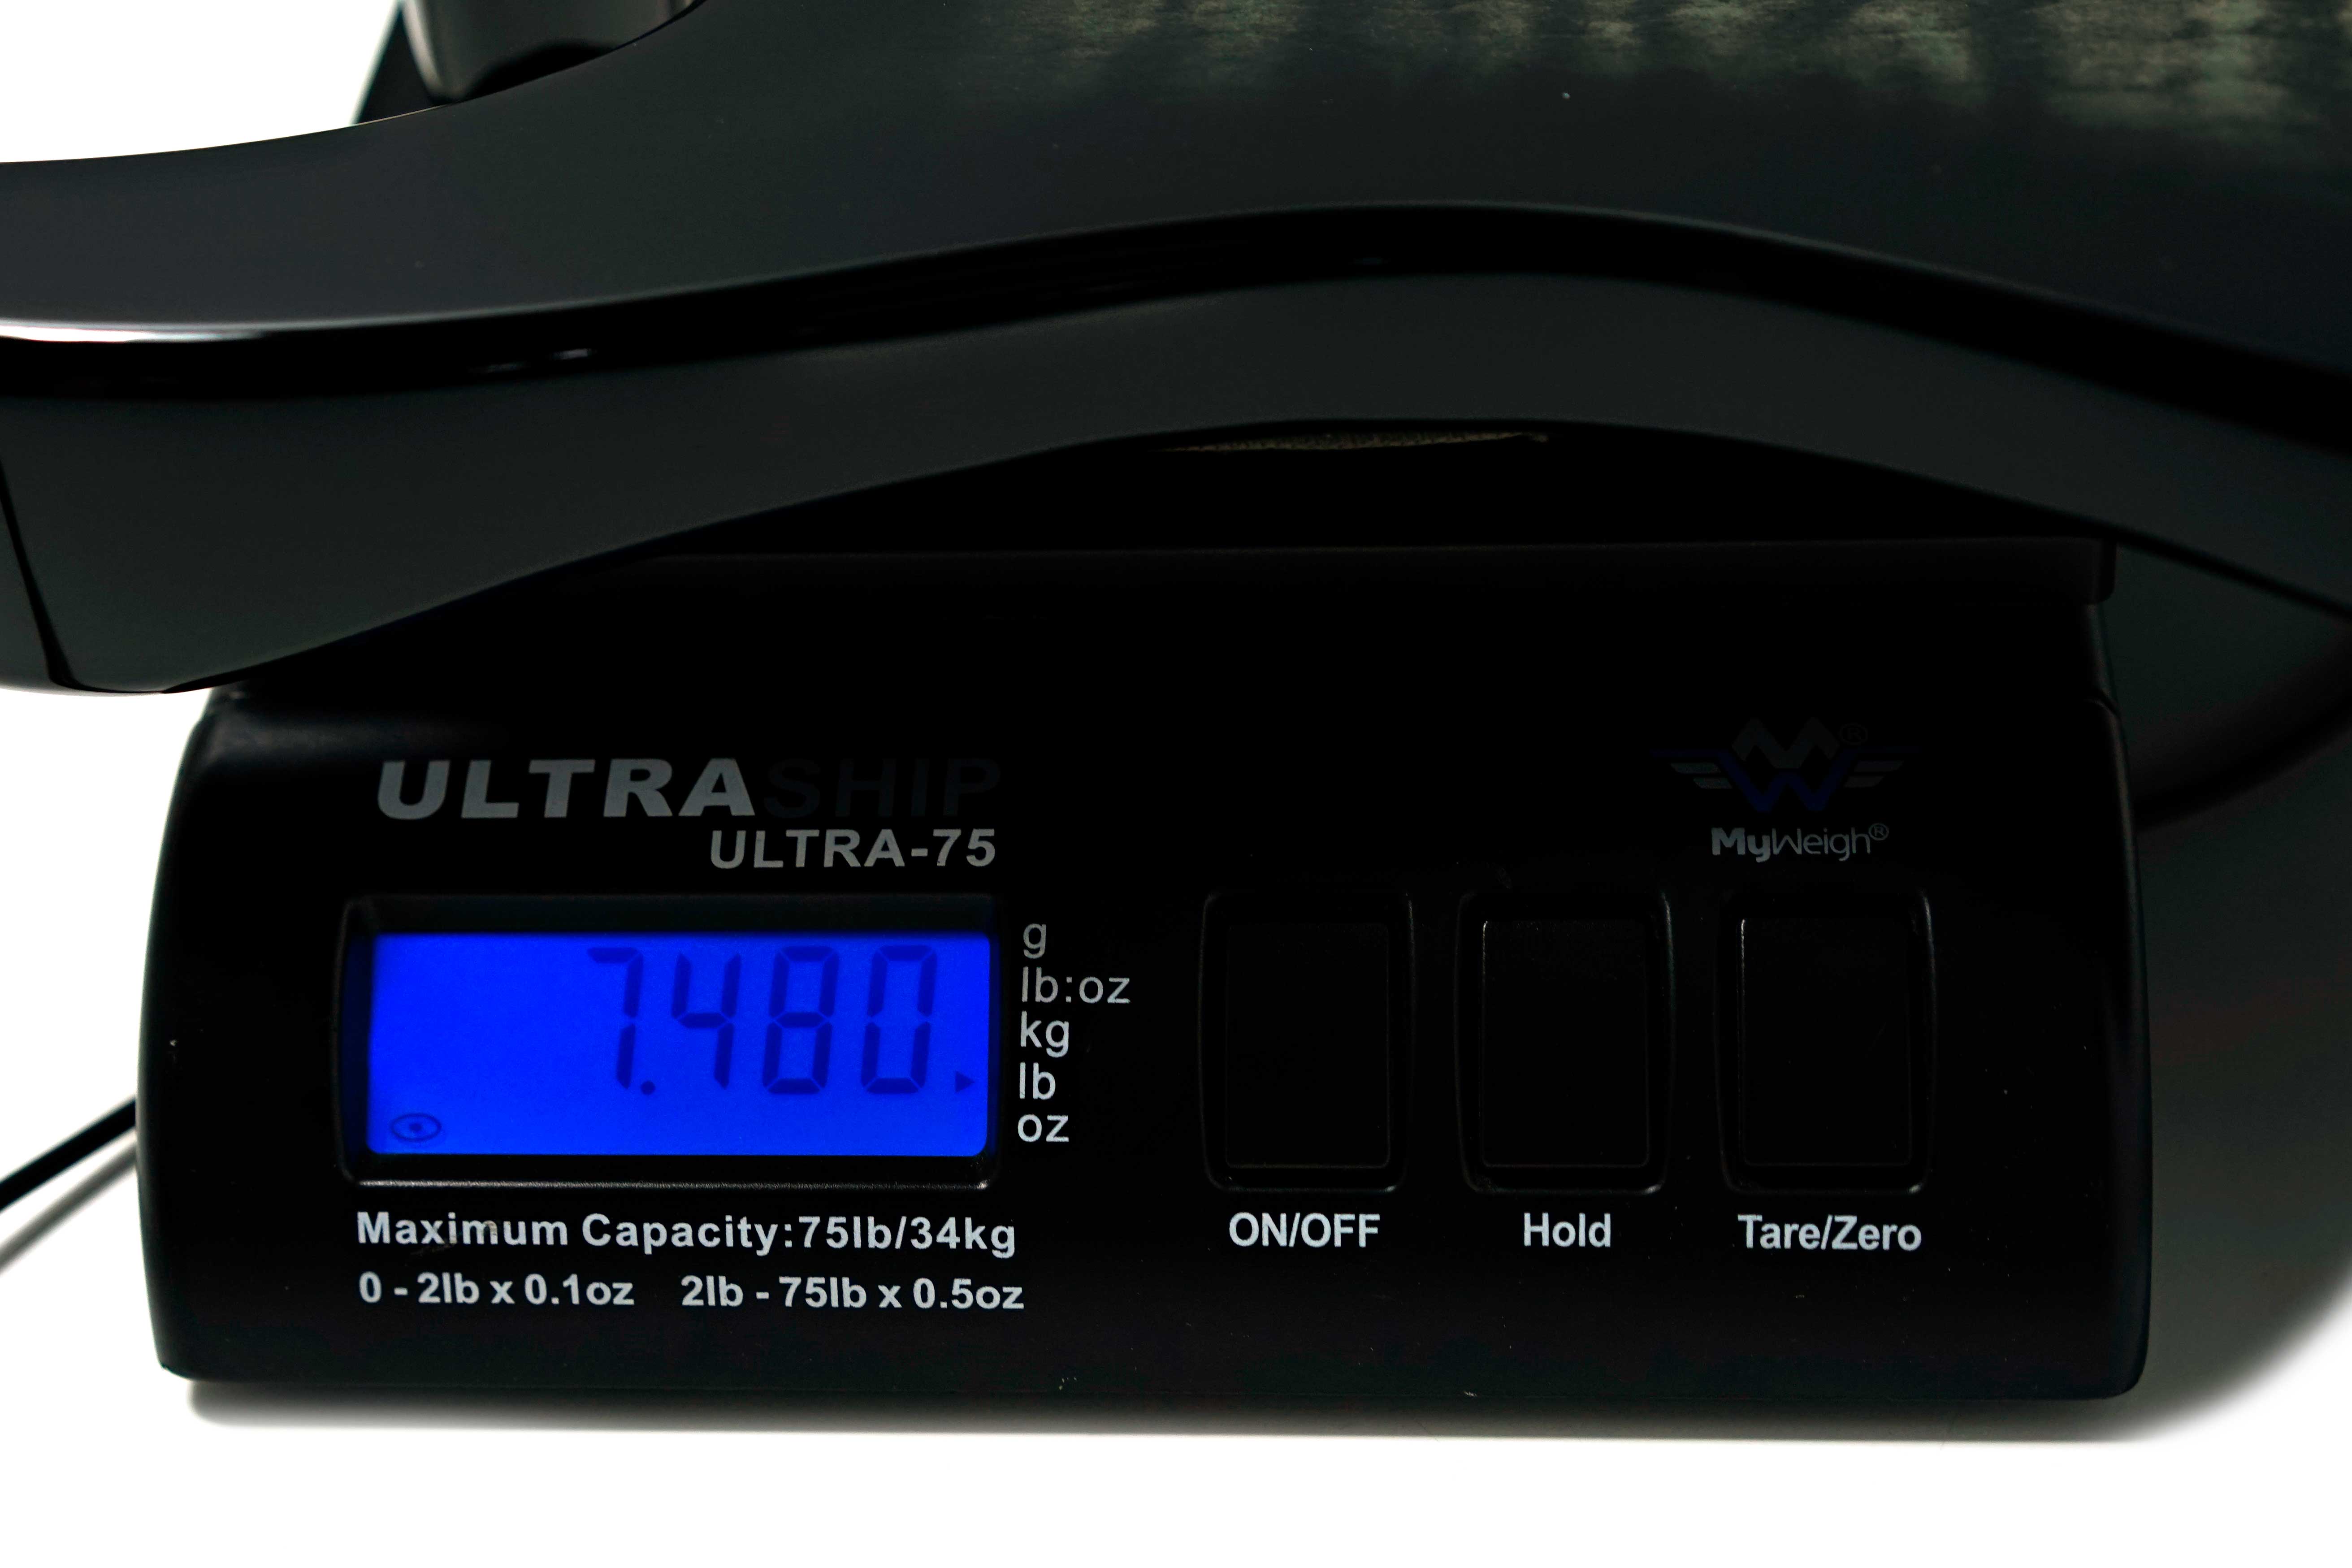 ULTRASHIP
ULTRA-75
®
MyWeigh®
7.480
g
lb:oz
kg
lb
oz
Maximum Capacity:75lb/34kg
0 - 2lb x 0.1oz 2lb - 75lb x 0.5oz
ON/OFF
Hold
Tare/Zero